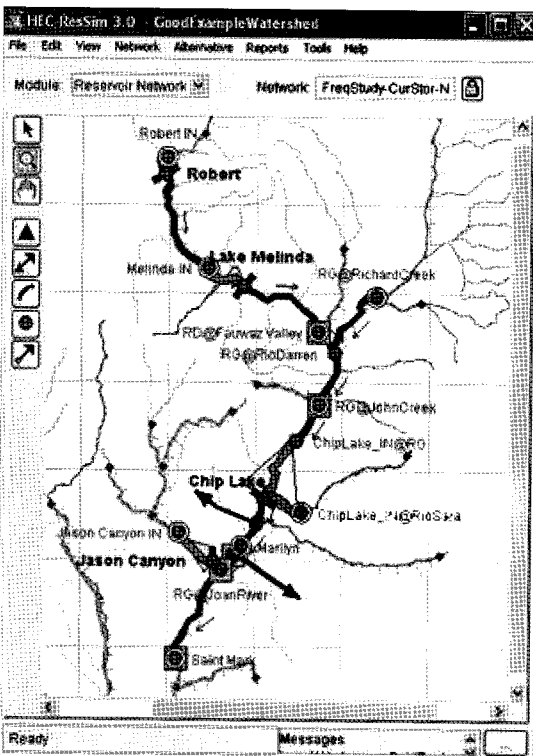 HEC-ResSim 3.0 - GoodExampleWatershed
File Edit View Network Alternative Reports Tools Help
Module: Reservoir Network Network: FreqStudy-CurStor-N
Robert IN
Robert
Lake Melinda
Melinda IN
RG@RichardCreek
RD@Fauwaz Valley
RG@RioDarren
RG@JohnCreek
ChipLake_IN@RG
Chip Lake
ChipLake_IN@RioSara
Jason Canyon IN
Marilyn
Jason Canyon
RG@JoanRiver
Saint Mary
Ready
Messages
...